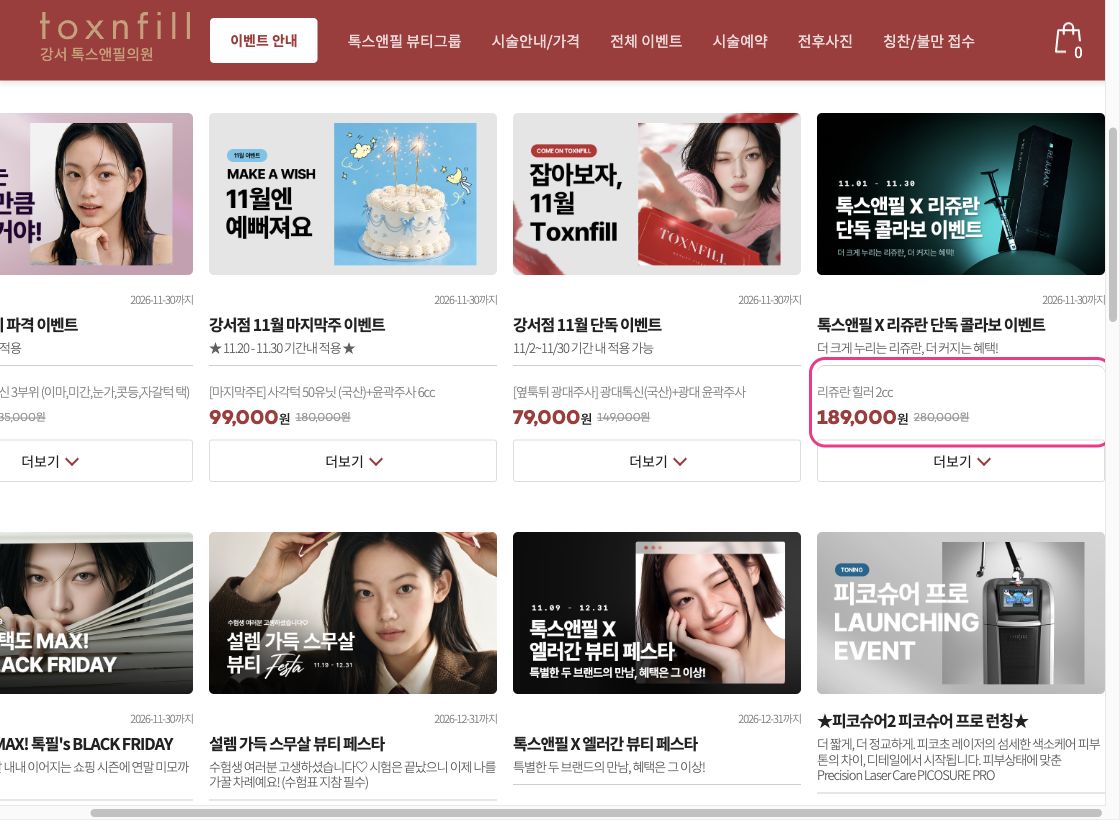 toxnfill
강서 톡스앤필의원
이벤트 안내
톡스앤필 뷰티그룹
시술안내/가격
전체 이벤트
시술예약
전후사진
칭찬/불만 접수
0
만큼
거야!
11월 이벤트
MAKE A WISH
11월엔
예뻐져요
COME ON TOXNFILL
잡아보자,
11월
Toxnfill
TOXNFILL
11.01 - 11.30
톡스앤필 X 리쥬란
단독 콜라보 이벤트
더 크게 누리는 리쥬란, 더 커지는 혜택!
REJURAN
2026-11-30까지
파격 이벤트
적용
신 3부위 (이마,미간,눈가,콧등,자갈턱 택)
35,000원
더보기
2026-11-30까지
강서점 11월 마지막주 이벤트
★ 11.20 - 11.30 기간내 적용 ★
[마지막주E] 사각턱 50유닛 (국산)+윤곽주사 6cc
99,000원 180,000원
더보기
2026-11-30까지
강서점 11월 단독 이벤트
11/2~11/30 기간 내 적용 가능
[옆툭튀 광대주사] 광대톡신(국산)+광대 윤곽주사
79,000원 149,000원
더보기
2026-11-30까지
톡스앤필 X 리쥬란 단독 콜라보 이벤트
더 크게 누리는 리쥬란, 더 커지는 혜택!
리쥬란 힐러 2cc
189,000원 280,000원
더보기
택도 MAX!
LACK FRIDAY
수험생 여러분 고생하셨습니다♡
설렘 가득 스무살
뷰티 Festa
11.19 - 12.31
11.09 - 12.31
톡스앤필 X
엘러간 뷰티 페스타
특별한 두 브랜드의 만남, 혜택은 그 이상!
TONING
피코슈어 프로
LAUNCHING
EVENT
2026-11-30까지
MAX! 톡필's BLACK FRIDAY
내내 이어지는 쇼핑 시즌에 연말 미모까
2026-12-31까지
설렘 가득 스무살 뷰티 페스타
수험생 여러분 고생하셨습니다♡ 시험은 끝났으니 이제 나를
가꿀 차례예요! (수험표 지참 필수)
2026-12-31까지
톡스앤필 X 엘러간 뷰티 페스타
특별한 두 브랜드의 만남, 혜택은 그 이상!
★피코슈어2 피코슈어 프로 런칭★
더 짧게, 더 정교하게. 피코초 레이저의 섬세한 색소케어 피부
톤의 차이, 디테일에서 시작됩니다. 피부상태에 맞춘
Precision Laser Care PICOSURE PRO